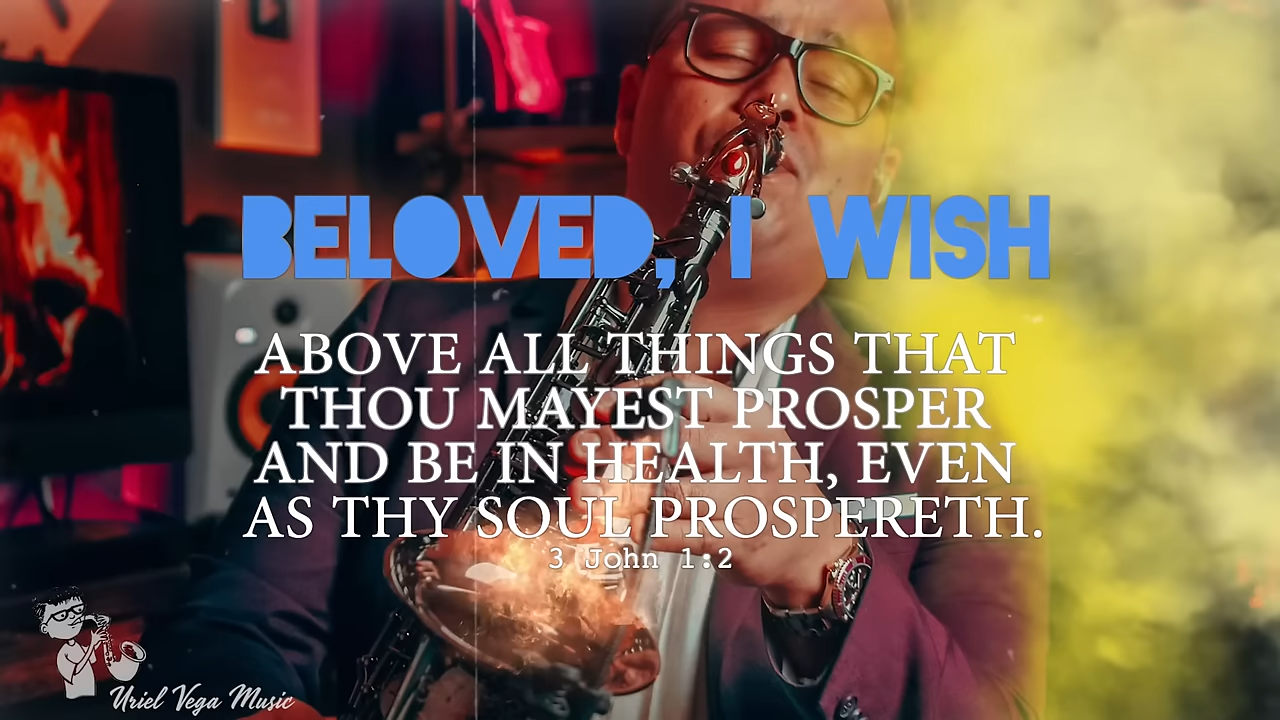 BELOVED, I WISH
ABOVE ALL THINGS THAT
THOU MAYEST PROSPER
AND BE IN HEALTH, EVEN
AS THY SOUL PROSPERETH.
3 John 1:2
Uriel Vega Music